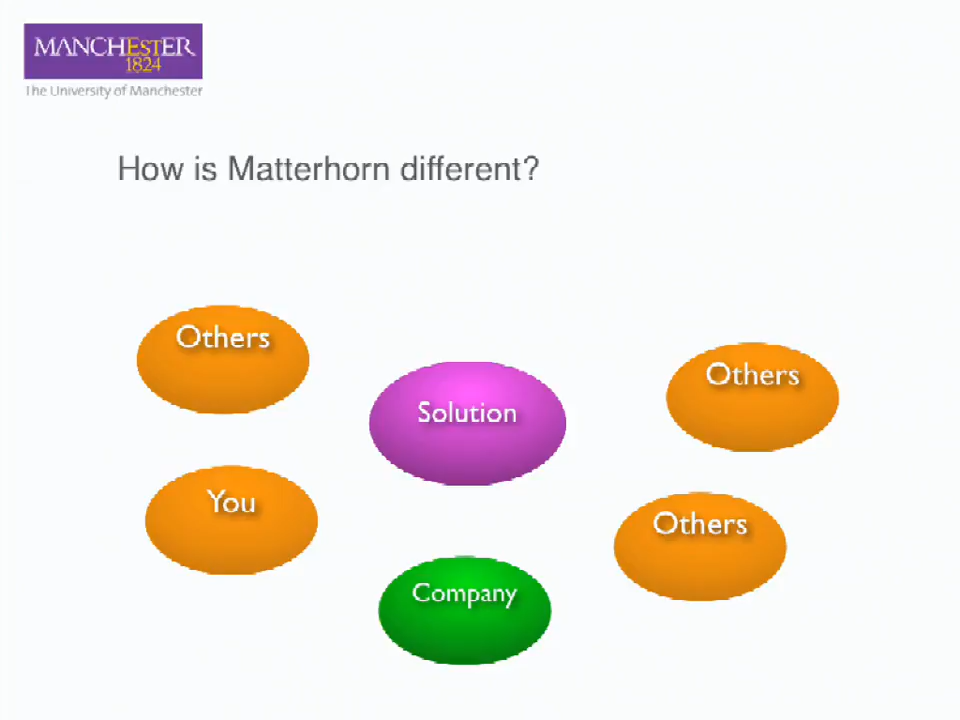 MANCHESTER
1824
The University of Manchester
How is Matterhorn different?
Others
Solution
Others
You
Others
Company